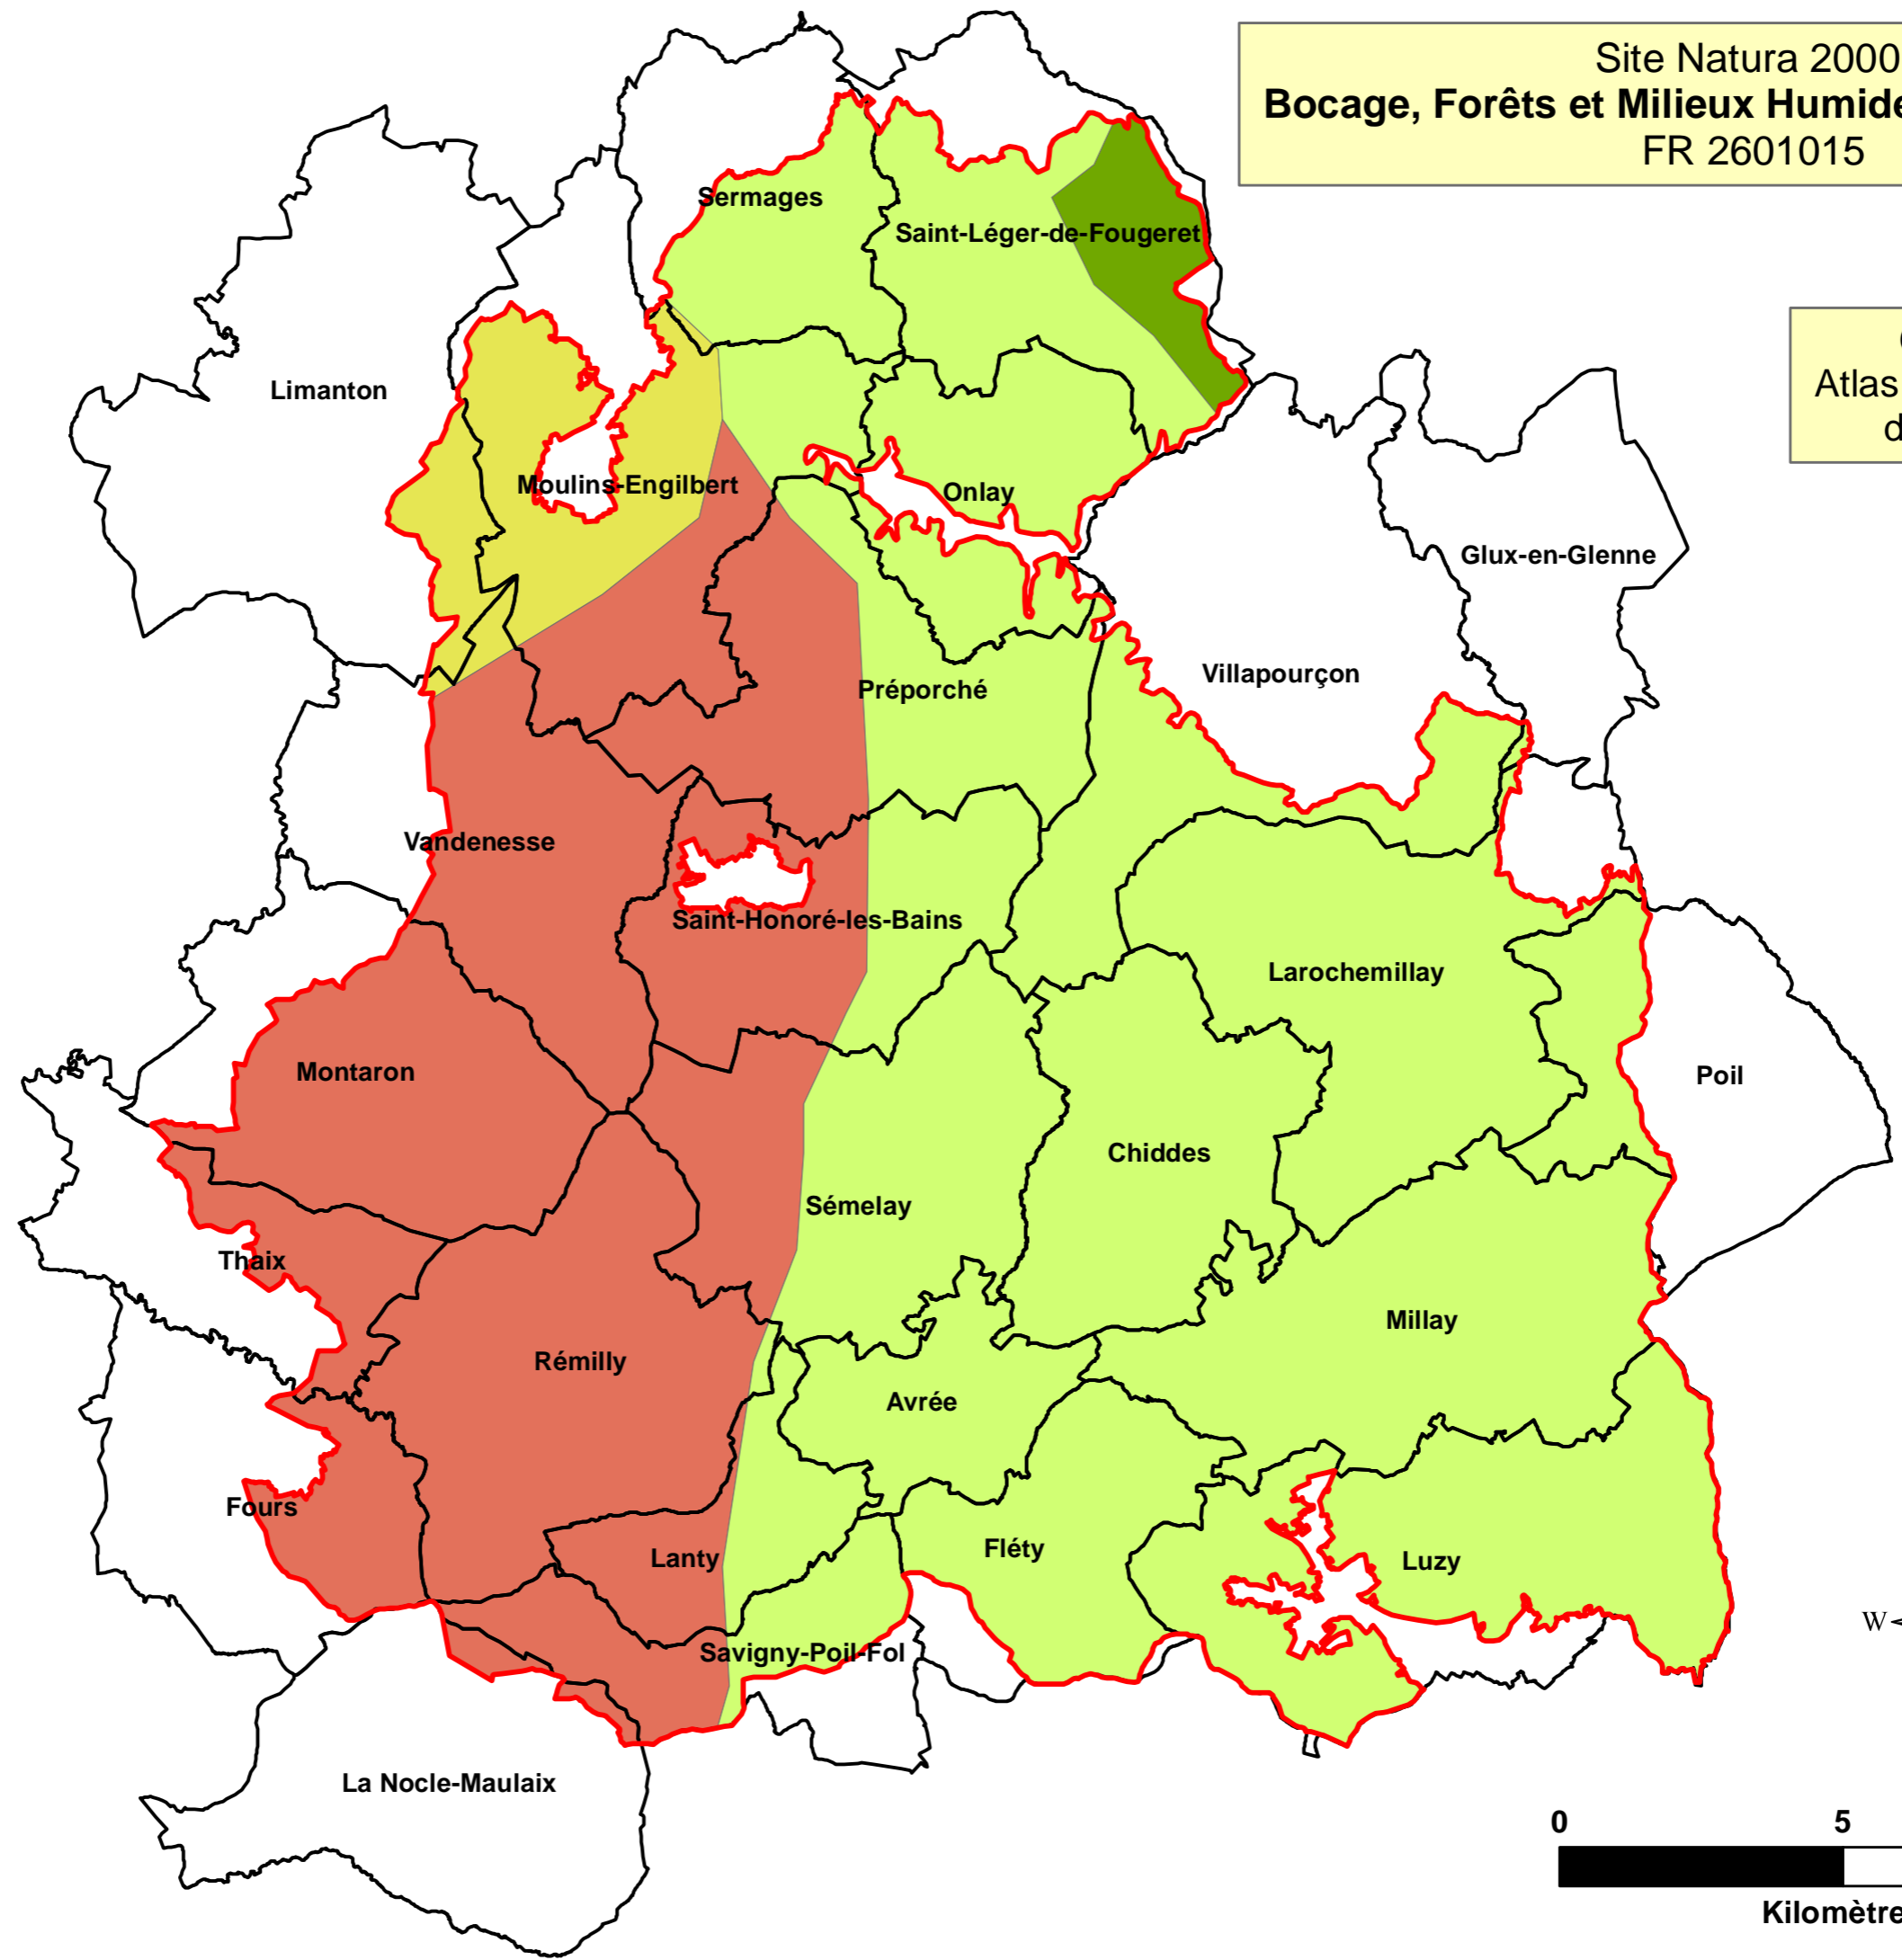 Site Natura 2000
Bocage, Forêts et Milieux Humide
FR 2601015
Atlas
Sermages
Saint-Léger-de-Fougeret
Limanton
Moulins-Engilbert
Onlay
Glux-en-Glenne
Villapourçon
Préporché
Vandenesse
Saint-Honoré-les-Bains
Larochemillay
Montaron
Poil
Chiddes
Sémelay
Thaix
Millay
Rémilly
Avrée
Fours
Fléty
Lanty
Luzy
W
Savigny-Poil-Fol
La Nocle-Maulaix
0 5
Kilomètre